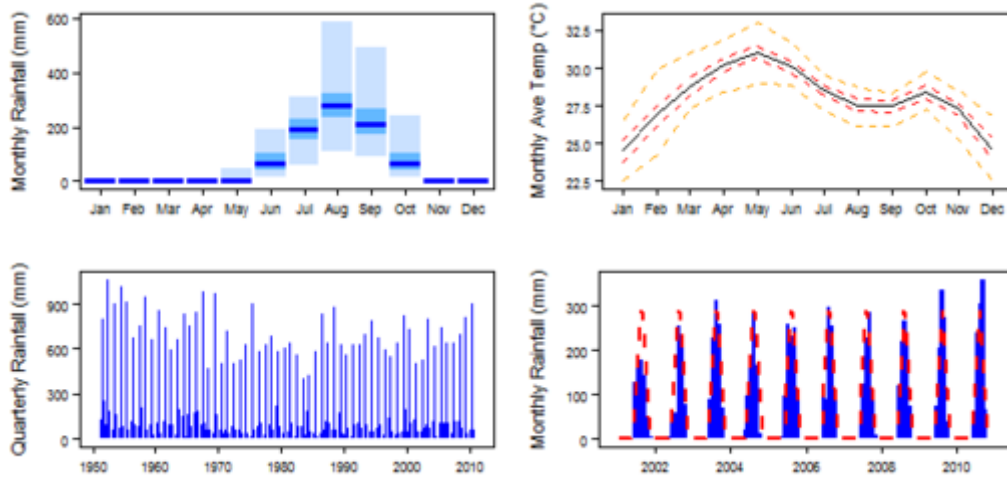 Monthly Rainfall (mm)
600
400
200
0
Jan Feb Mar Apr May Jun Jul Aug Sep Oct Nov Dec
Monthly Ave Temp (°C)
32.5
30.0
27.5
25.0
22.5
Jan Feb Mar Apr May Jun Jul Aug Sep Oct Nov Dec
Quarterly Rainfall (mm)
900
600
300
0
1950 1960 1970 1980 1990 2000 2010
Monthly Rainfall (mm)
300
200
100
0
2002 2004 2006 2008 2010